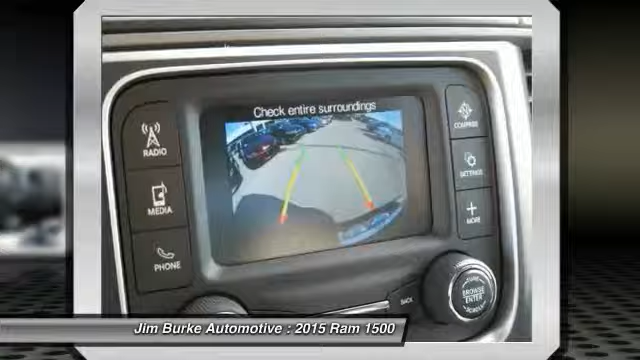 Check entire surroundings
RADIO
COMPASS
MEDIA
SETTINGS
MORE
PHONE
BACK
BROWSE
ENTER
Jim Burke Automotive : 2015 Ram 1500